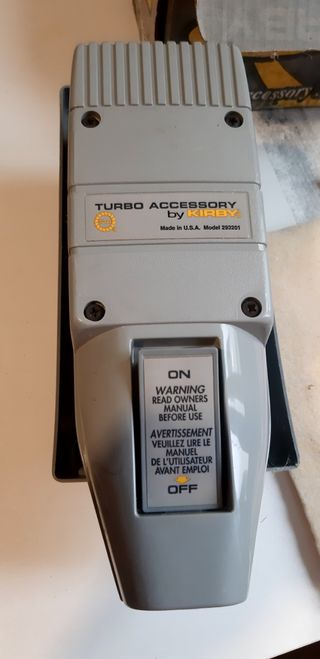 Accessory
TURBO ACCESSORY
by KIRBY
Made in U.S.A. Model 293201
ON
WARNING
READ OWNERS
MANUAL
BEFORE USE
AVERTISSEMENT
VEUILLEZ LIRE LE
MANUEL
DE L'UTILISATEUR
AVANT EMPLOI
OFF